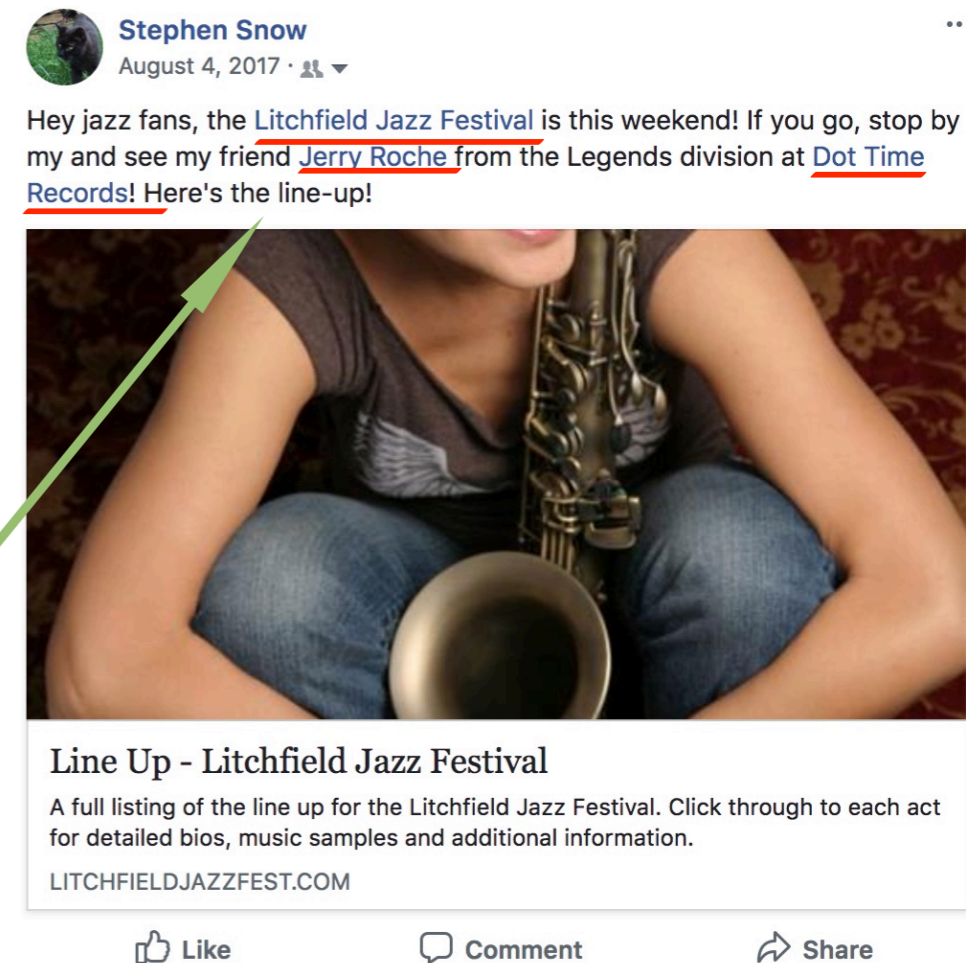 Stephen Snow
August 4, 2017 ·
Hey jazz fans, the Litchfield Jazz Festival is this weekend! If you go, stop by
my and see my friend Jerry Roche from the Legends division at Dot Time
Records! Here's the line-up!
Line Up - Litchfield Jazz Festival
A full listing of the line up for the Litchfield Jazz Festival. Click through to each act
for detailed bios, music samples and additional information.
LITCHFIELDJAZZFEST.COM
Like Comment Share